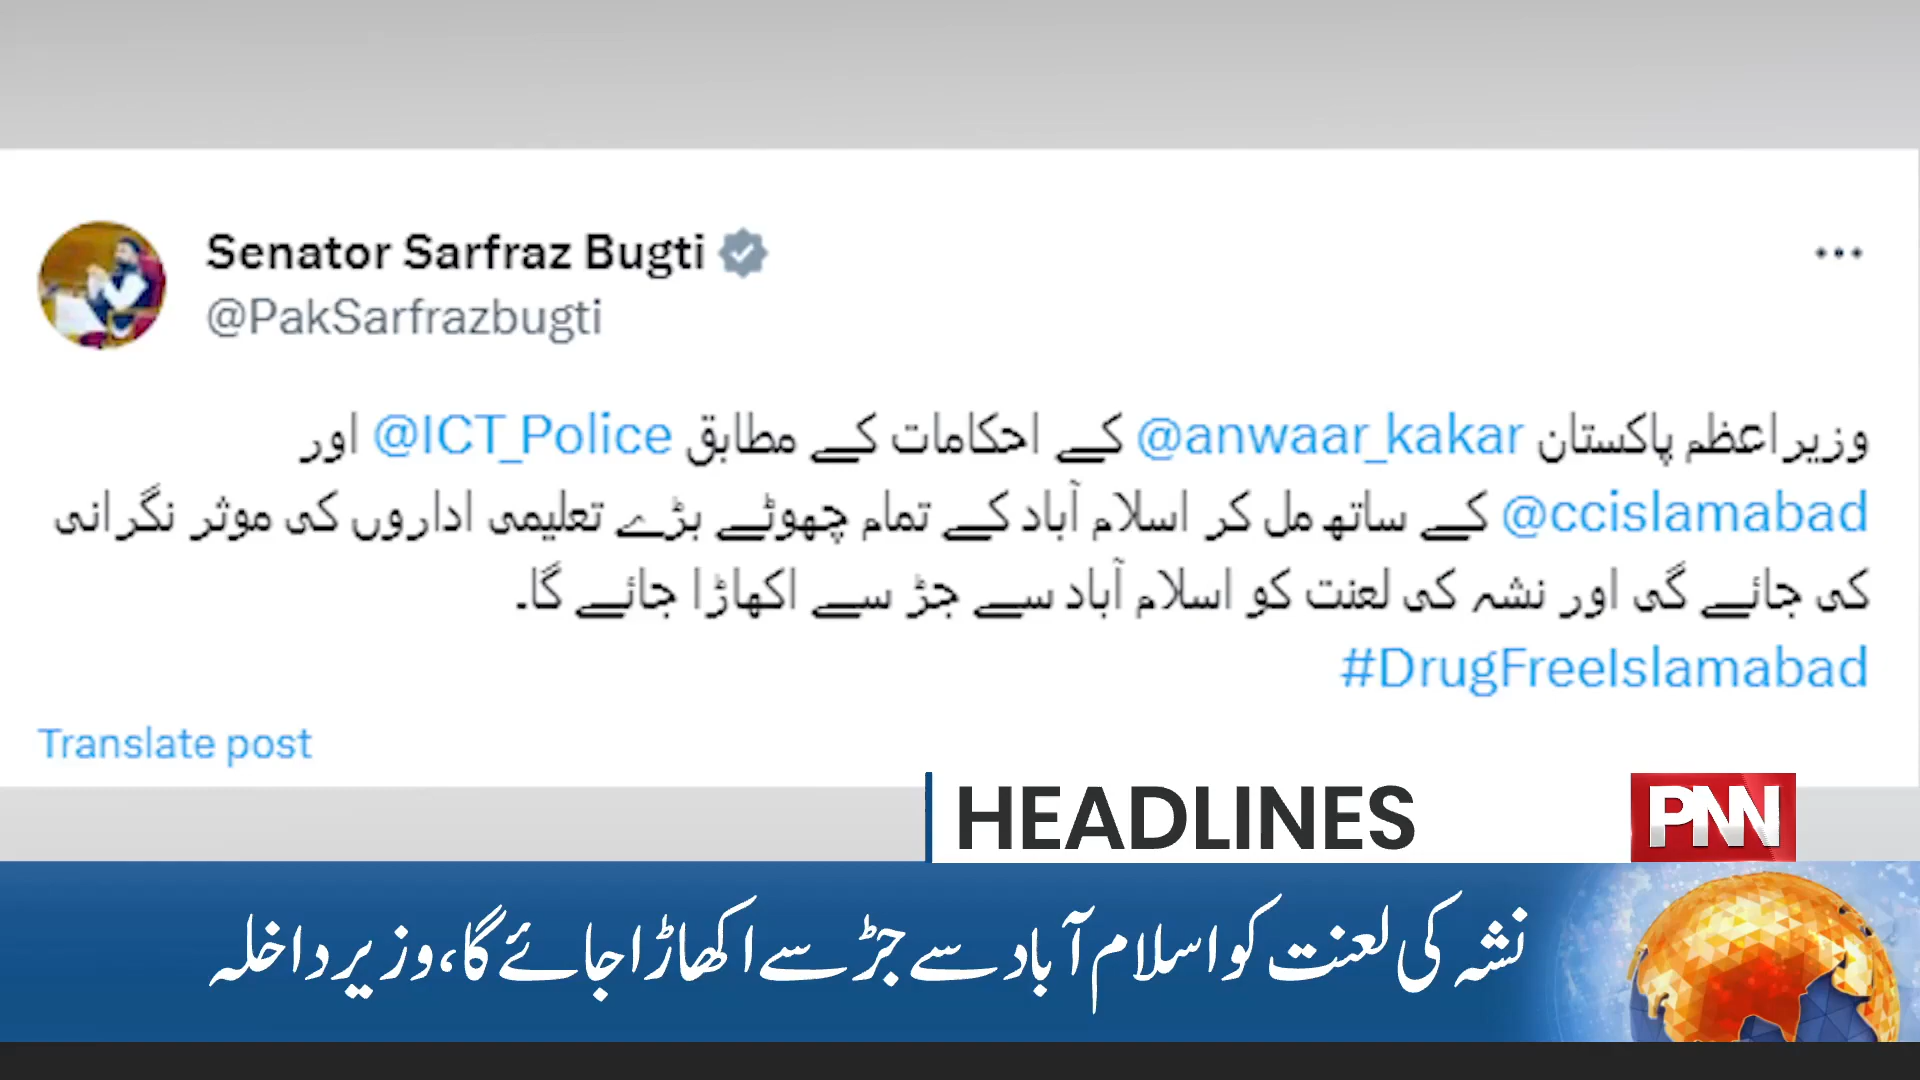 Senator Sarfraz Bugti
@PakSarfrazbugti
وزیراعظم پاکستان @anwaar_kakar کے احکامات کے مطابق @ICT_Police اور
@ccislamabad کے ساتھ مل کر اسلام آباد کے تمام چھوٹے بڑے تعلیمی اداروں کی موثر نگرانی
کی جائے گی اور نشہ کی لعنت کو اسلام آباد سے جڑ سے اکھاڑا جائے گا۔
#DrugFreeIslamabad
Translate post
HEADLINES
PNN
نشہ کی لعنت کو اسلام آباد سے جڑ سے اکھاڑا جائے گا، وزیر داخلہ